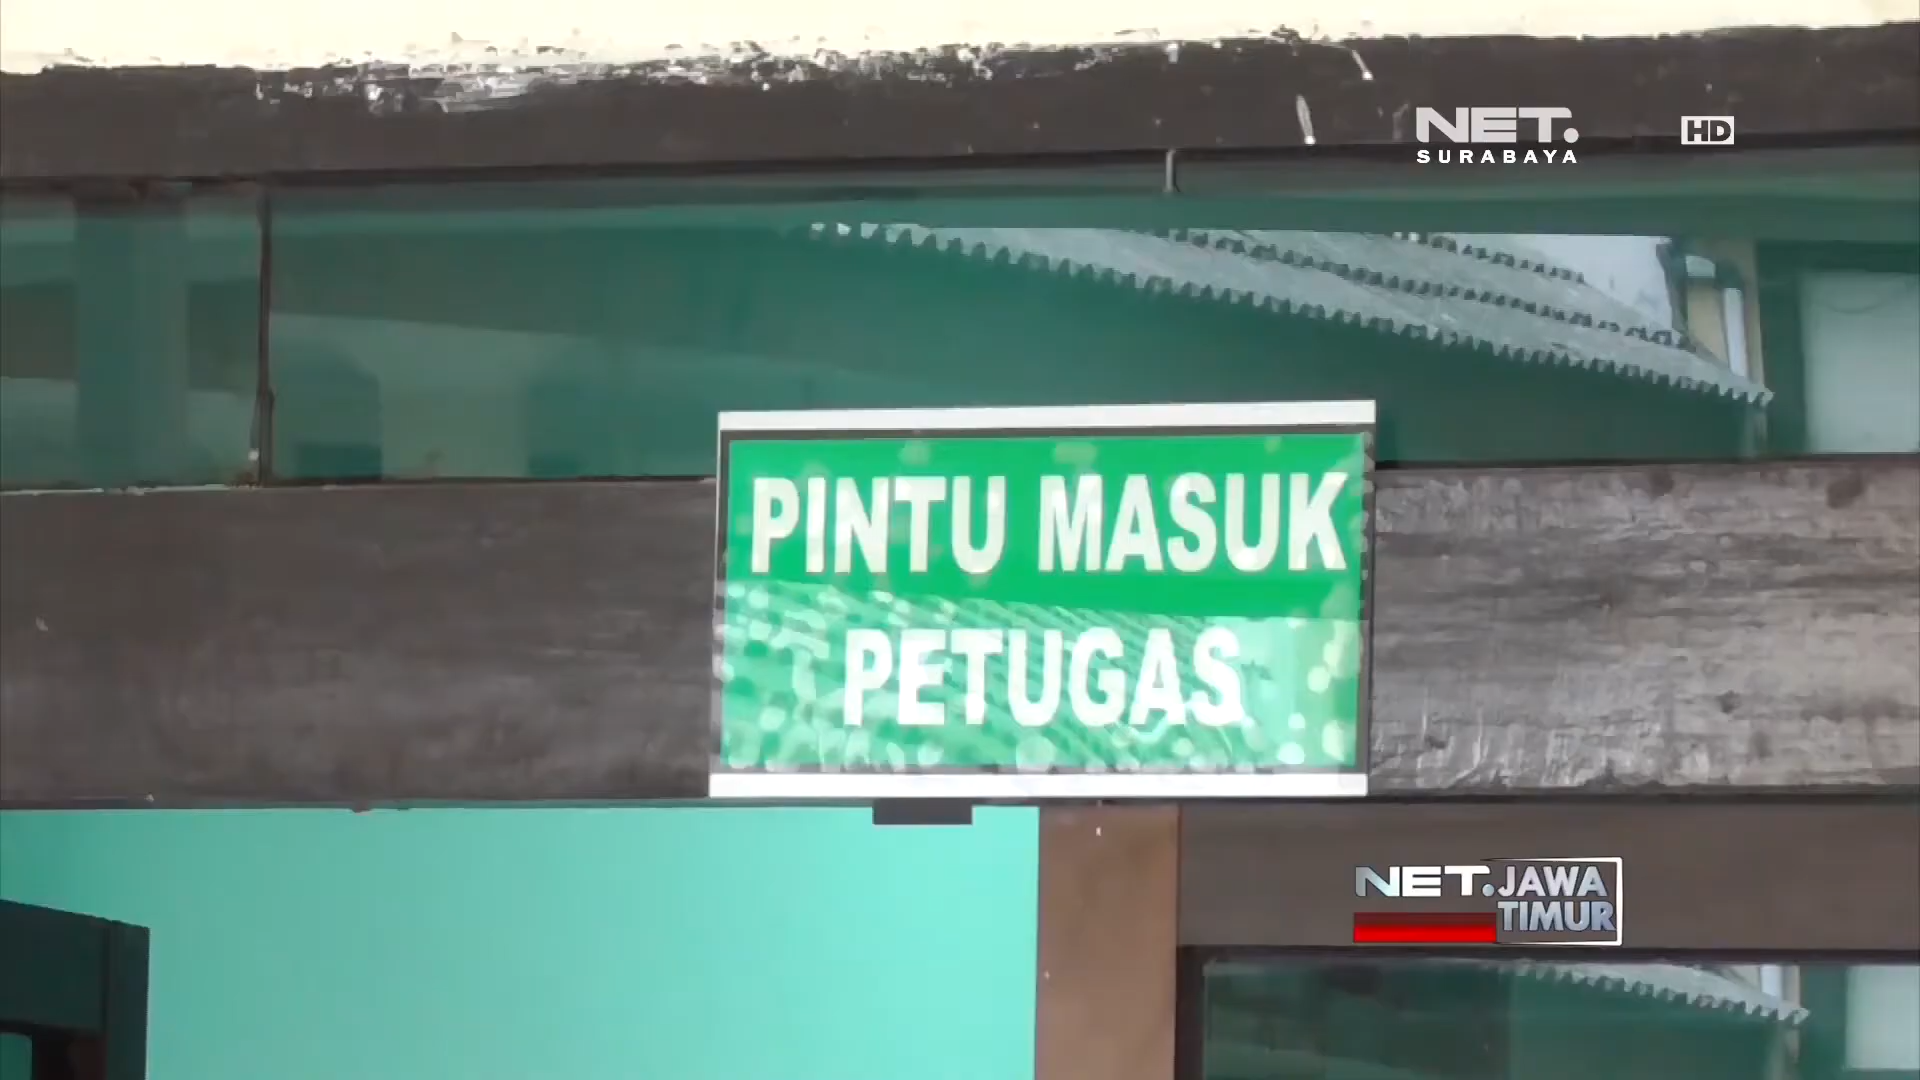 NET.
SURABAYA
HD
PINTU MASUK
PETUGAS
NET. JAWA
TIMUR